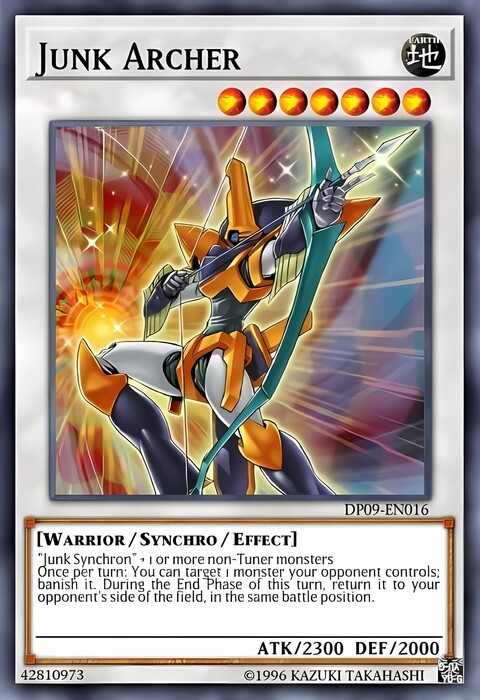 JUNK ARCHER
EARTH
地
DP09-EN016
[WARRIOR / SYNCHRO / EFFECT]
"Junk Synchron" + 1 or more non-Tuner monsters
Once per turn: You can target 1 monster your opponent controls;
banish it. During the End Phase of this turn, return it to your
opponent's side of the field, in the same battle position.
ATK/2300 DEF/2000
42810973
©1996 KAZUKI TAKAHASHI